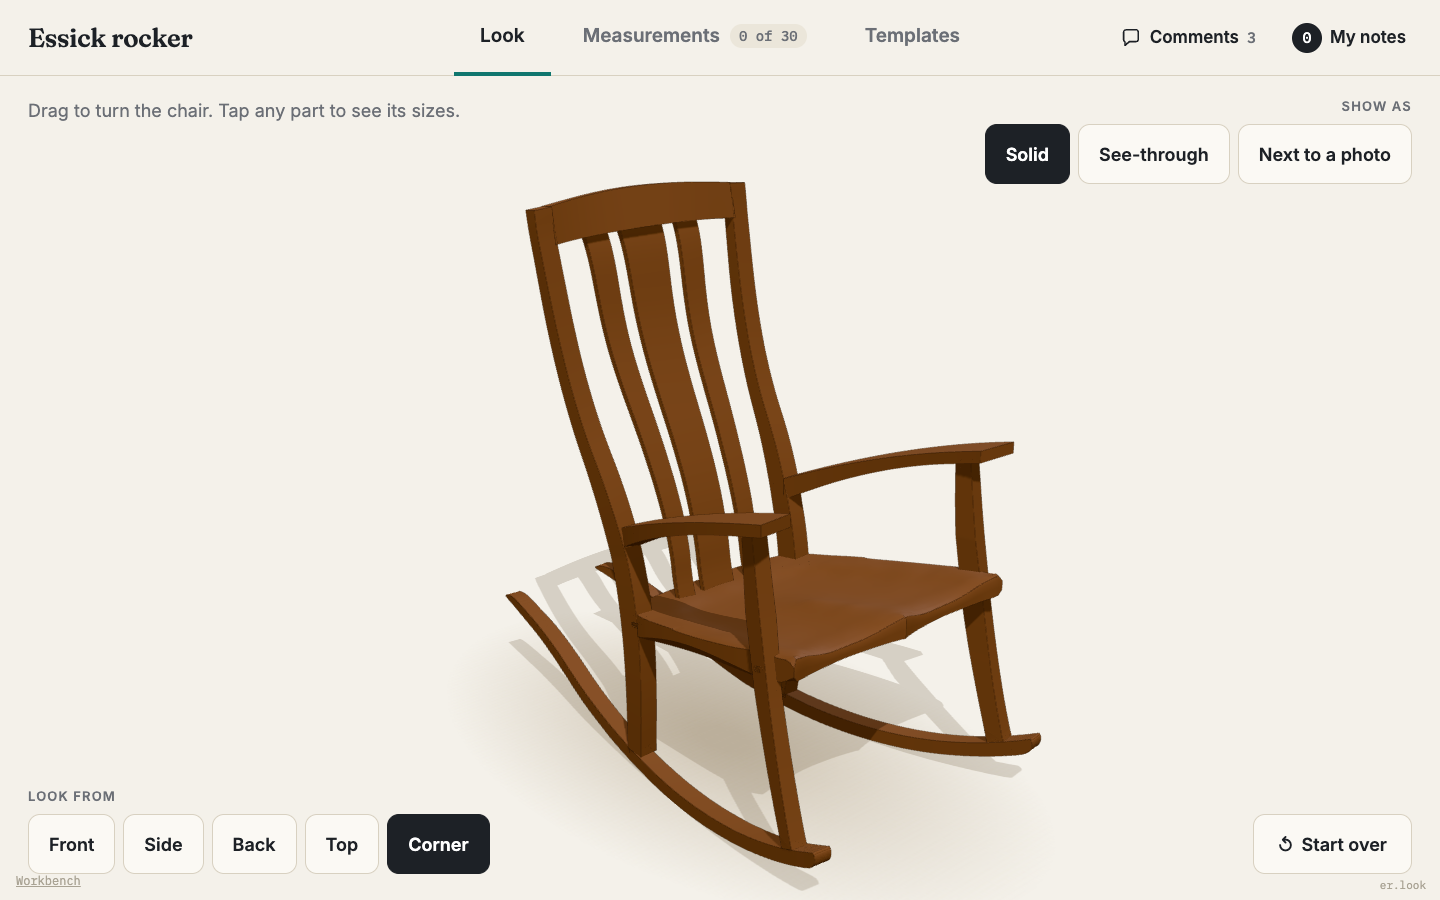 Essick rocker
Look
Measurements 0 of 30
Templates
Comments 3
0 My notes
Drag to turn the chair. Tap any part to see its sizes.
SHOW AS
Solid
See-through
Next to a photo
LOOK FROM
Front
Side
Back
Top
Corner
Start over
Workbench
er.look